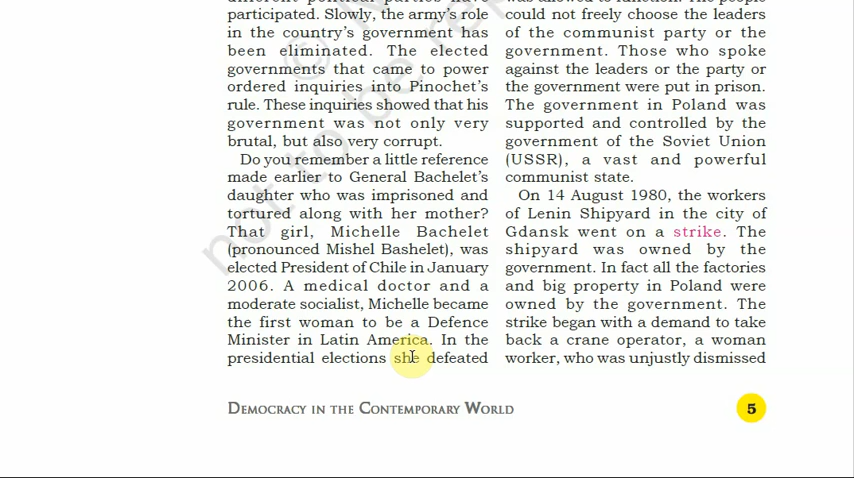 participated. Slowly, the army's role
in the country's government has
been eliminated. The elected
governments that came to power
ordered inquiries into Pinochet's
rule. These inquiries showed that his
government was not only very
brutal, but also very corrupt.
Do you remember a little reference
made earlier to General Bachelet's
daughter who was imprisoned and
tortured along with her mother?
That girl, Michelle Bachelet
(pronounced Mishel Bashelet), was
elected President of Chile in January
2006. A medical doctor and a
moderate socialist, Michelle became
the first woman to be a Defence
Minister in Latin America. In the
presidential elections she defeated
could not freely choose the leaders
of the communist party or the
government. Those who spoke
against the leaders or the party or
the government were put in prison.
The government in Poland was
supported and controlled by the
government of the Soviet Union
(USSR), a vast and powerful
communist state.
On 14 August 1980, the workers
of Lenin Shipyard in the city of
Gdansk went on a strike. The
shipyard was owned by the
government. In fact all the factories
and big property in Poland were
owned by the government. The
strike began with a demand to take
back a crane operator, a woman
worker, who was unjustly dismissed
DEMOCRACY IN THE CONTEMPORARY WORLD
5
not to be rep